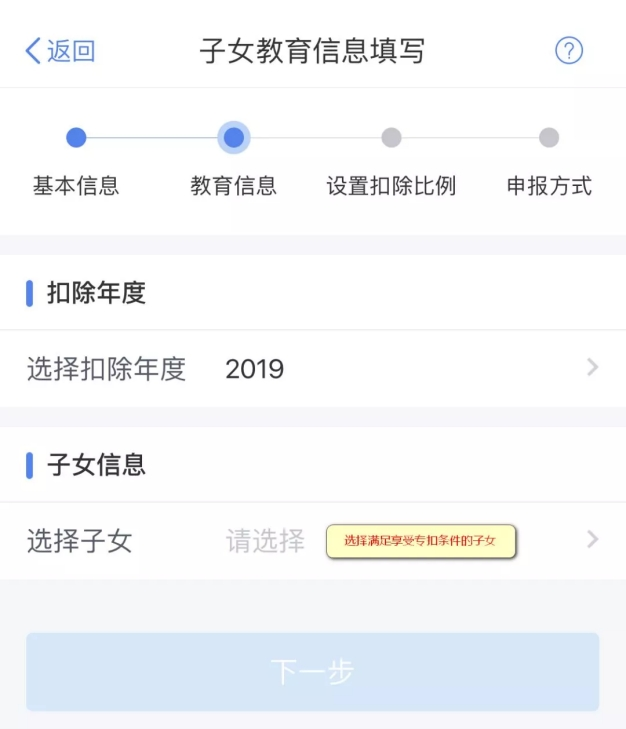 返回
子女教育信息填写
?
基本信息
教育信息
设置扣除比例
申报方式
扣除年度
选择扣除年度 2019
子女信息
选择子女 请选择 选择满足享受专扣条件的子女
下一步